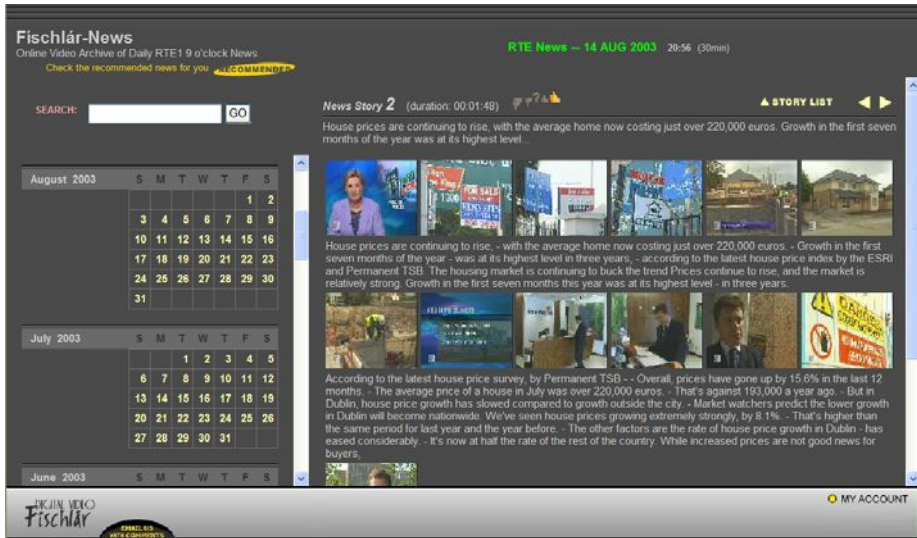 Fischlár-News
Online Video Archive of Daily RTE1 9 o'clock News
Check the recommended news for you RECOMMENDED
RTE News -- 14 AUG 2003 20:56 (30min)
SEARCH: GO
August 2003 S M T W T F S
1 2
3 4 5 6 7 8 9
10 11 12 13 14 15 16
17 18 19 20 21 22 23
24 25 26 27 28 29 30
31
July 2003 S M T W T F S
1 2 3 4 5
6 7 8 9 10 11 12
13 14 15 16 17 18 19
20 21 22 23 24 25 26
27 28 29 30 31
June 2003 S M T W T F S
News Story 2 (duration: 00:01:48) ?
STORY LIST
House prices are continuing to rise, with the average home now costing just over 220,000 euros. Growth in the first seven
months of the year was at its highest level...
FOR SALE
House prices are continuing to rise, - with the average home now costing just over 220,000 euros. - Growth in the first
seven months of the year - was at its highest level in three years, - according to the latest house price index by the ESRI
and Permanent TSB. The housing market is continuing to buck the trend Prices continue to rise, and the market is
relatively strong. Growth in the first seven months this year was at its highest level - in three years.
According to the latest house price survey, by Permanent TSB - - Overall, prices have gone up by 15.6% in the last 12
months. - The average price of a house in July was over 220,000 euros. - That's against 193,000 a year ago. - But in
Dublin, house price growth has slowed compared to growth outside the city. - Market watchers predict the lower growth
in Dublin will become nationwide. We've seen house prices growing extremely strongly, by 8.1%. - That's higher than
the same period for last year and the year before. - The other factors are the rate of house price growth in Dublin - has
eased considerably. - It's now at half the rate of the rest of the country. While increased prices are not good news for
buyers,
DIGITAL VIDEO
Físchlár
EMAIL US
WITH COMMENTS
MY ACCOUNT